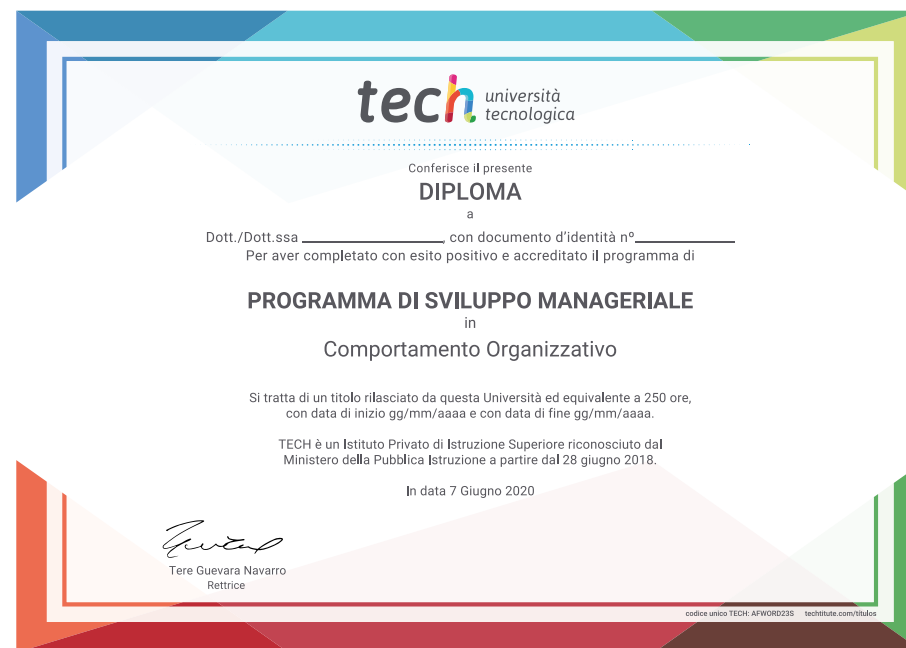 tech università
tecnologica
Conferisce il presente
DIPLOMA
a
Dott./Dott.ssa ____________________, con documento d'identità nº______________
Per aver completato con esito positivo e accreditato il programma di
PROGRAMMA DI SVILUPPO MANAGERIALE
in
Comportamento Organizzativo
Si tratta di un titolo rilasciato da questa Università ed equivalente a 250 ore,
con data di inizio gg/mm/aaaa e con data di fine gg/mm/aaaa.
TECH è un Istituto Privato di Istruzione Superiore riconosciuto dal
Ministero della Pubblica Istruzione a partire dal 28 giugno 2018.
In data 7 Giugno 2020
Tere Guevara Navarro
Rettrice
codice unico TECH: AFWORD23S techtitute.com/titulos